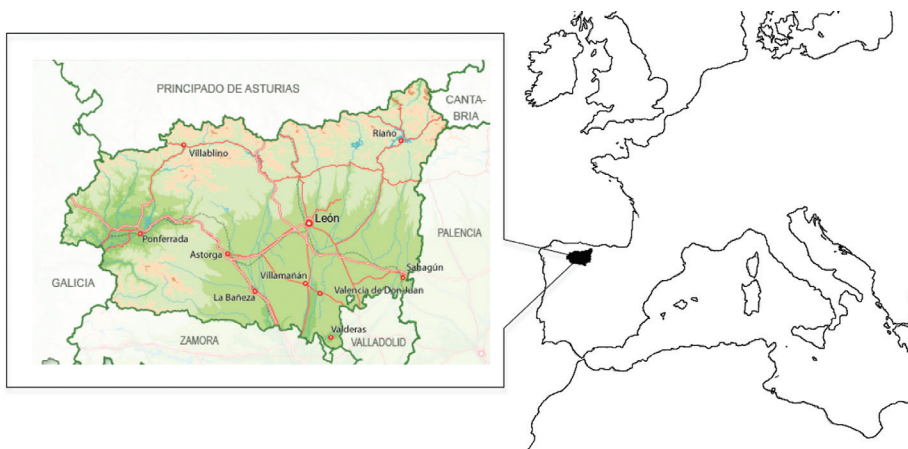 PRINCIPADO DE ASTURIAS
CANTA-
BRIA
Riaño
Villablino
León
PALENCIA
Ponferrada
Astorga
Sahagún
GALICIA
Villamañán
La Bañeza
Valencia de Don Juan
Valderas
ZAMORA
VALLADOLID